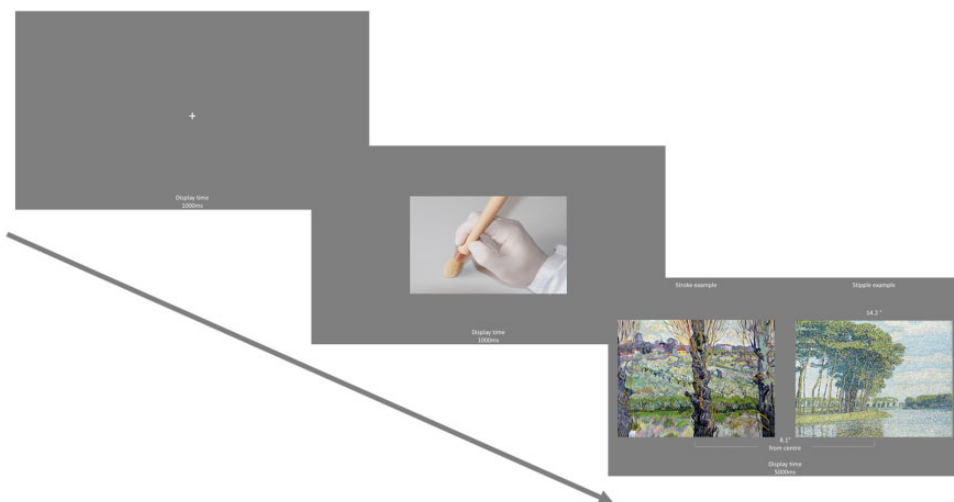 +
Display time
1000ms
Display time
1000ms
Stroke example
Stipple example
14.2 °
8.1°
from centre
Display time
5000ms